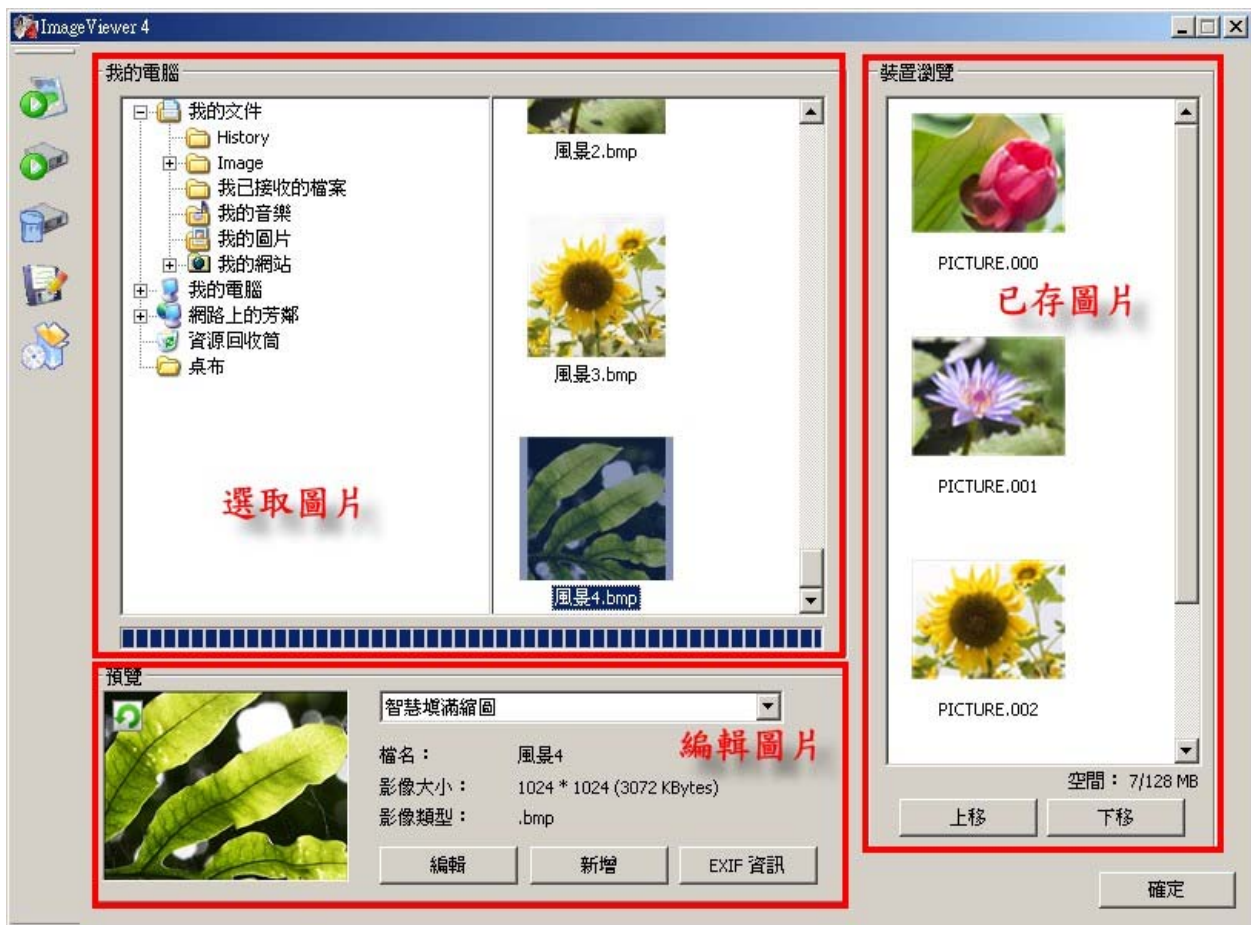 ImageViewer 4
我的電腦
我的文件
History
Image
我已接收的檔案
我的音樂
我的圖片
我的網站
我的電腦
網路上的芳鄰
資源回收筒
桌布
選取圖片
風景2.bmp
風景3.bmp
風景4.bmp
預覽
智慧填滿縮圖
編輯圖片
檔名： 風景4
影像大小： 1024 * 1024 (3072 KBytes)
影像類型： .bmp
編輯 新增 EXIF 資訊
裝置瀏覽
PICTURE.000
已存圖片
PICTURE.001
PICTURE.002
空間： 7/128 MB
上移 下移
確定